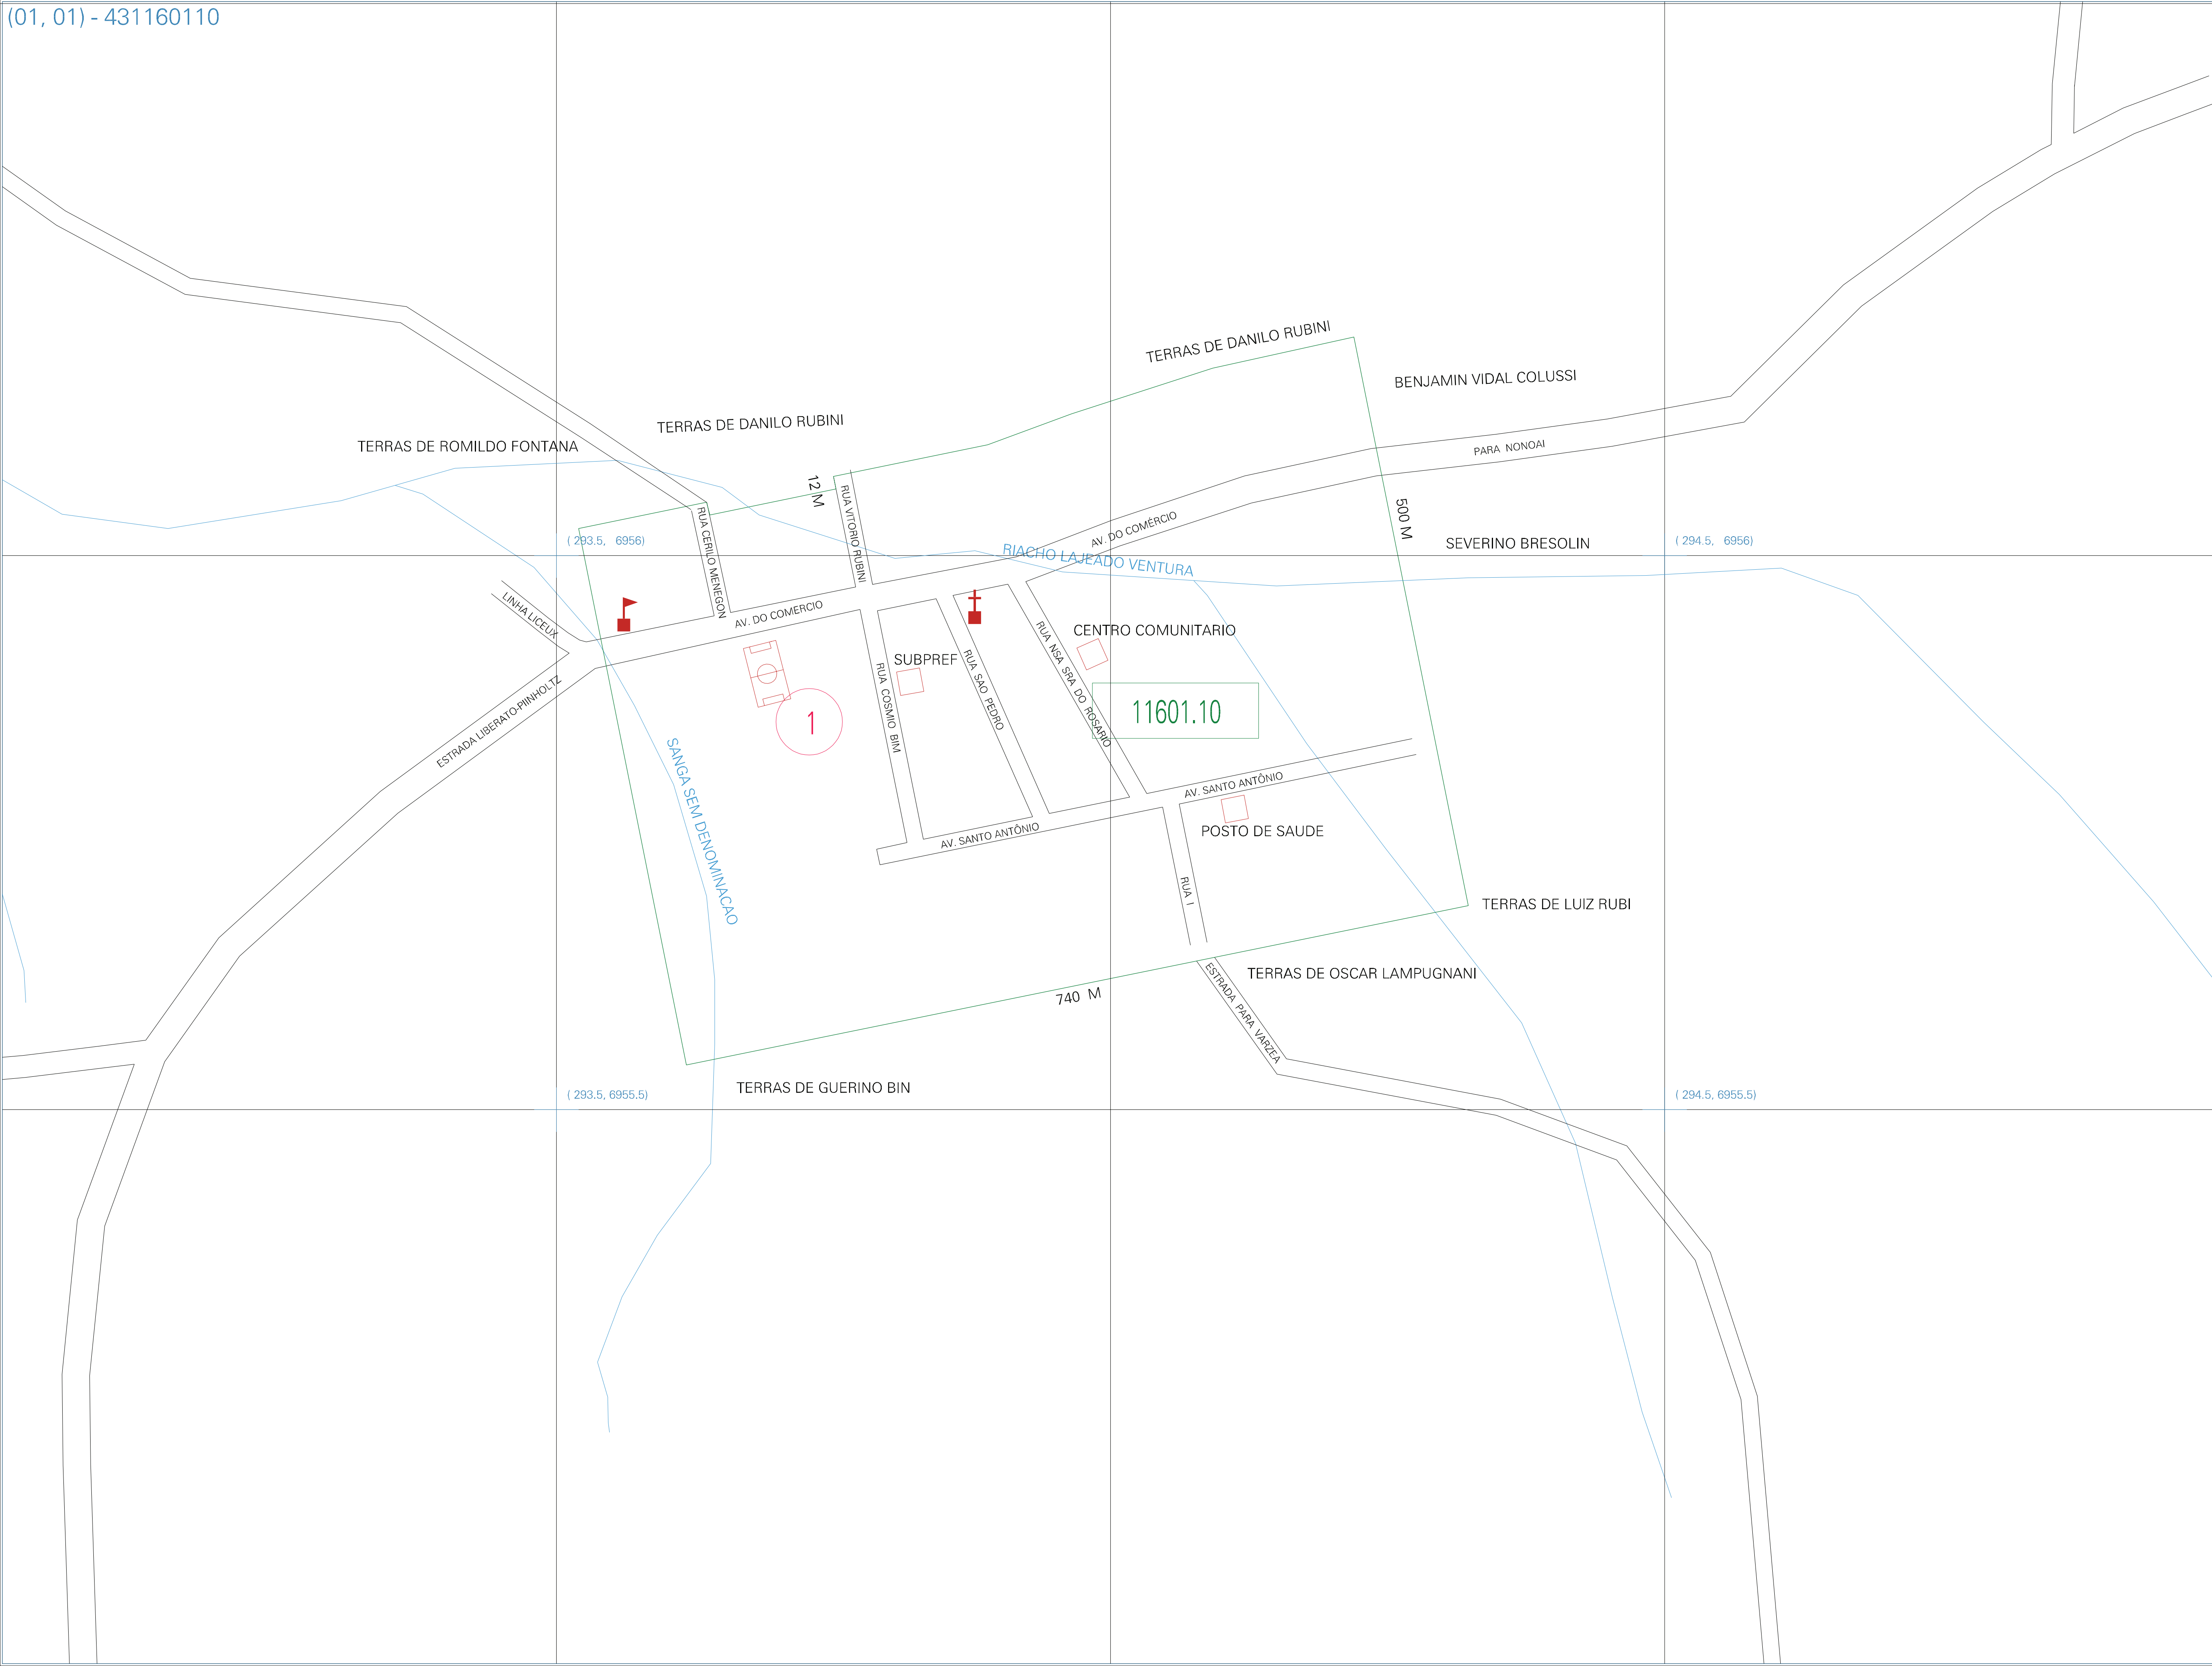 (01, 01) - 431160110
TERRAS DE DANILO RUBINI
BENJAMIN VIDAL COLUSSI
TERRAS DE DANILO RUBINI
TERRAS DE ROMILDO FONTANA
PARA NONOAI
12 M
RUA VITORIO RUBINI
RUA CERILO MENEGON
500 M
AV. DO COMÉRCIO
( 293.5, 6956)
RIACHO LAJEADO VENTURA
SEVERINO BRESOLIN
( 294.5, 6956)
LINHA LICEUX
AV. DO COMERCIO
CENTRO COMUNITARIO
SUBPREF
RUA COSMIO BIM
RUA SAO PEDRO
RUA NSA SRA DO ROSARIO
ESTRADA LIBERATO-PIINHOLTZ
1
11601.10
SANGA SEM DENOMINACAO
AV. SANTO ANTÔNIO
AV. SANTO ANTÔNIO
POSTO DE SAUDE
RUA I
TERRAS DE LUIZ RUBI
TERRAS DE OSCAR LAMPUGNANI
740 M
ESTRADA PARA VARZEA
TERRAS DE GUERINO BIN
( 293.5, 6955.5)
( 294.5, 6955.5)